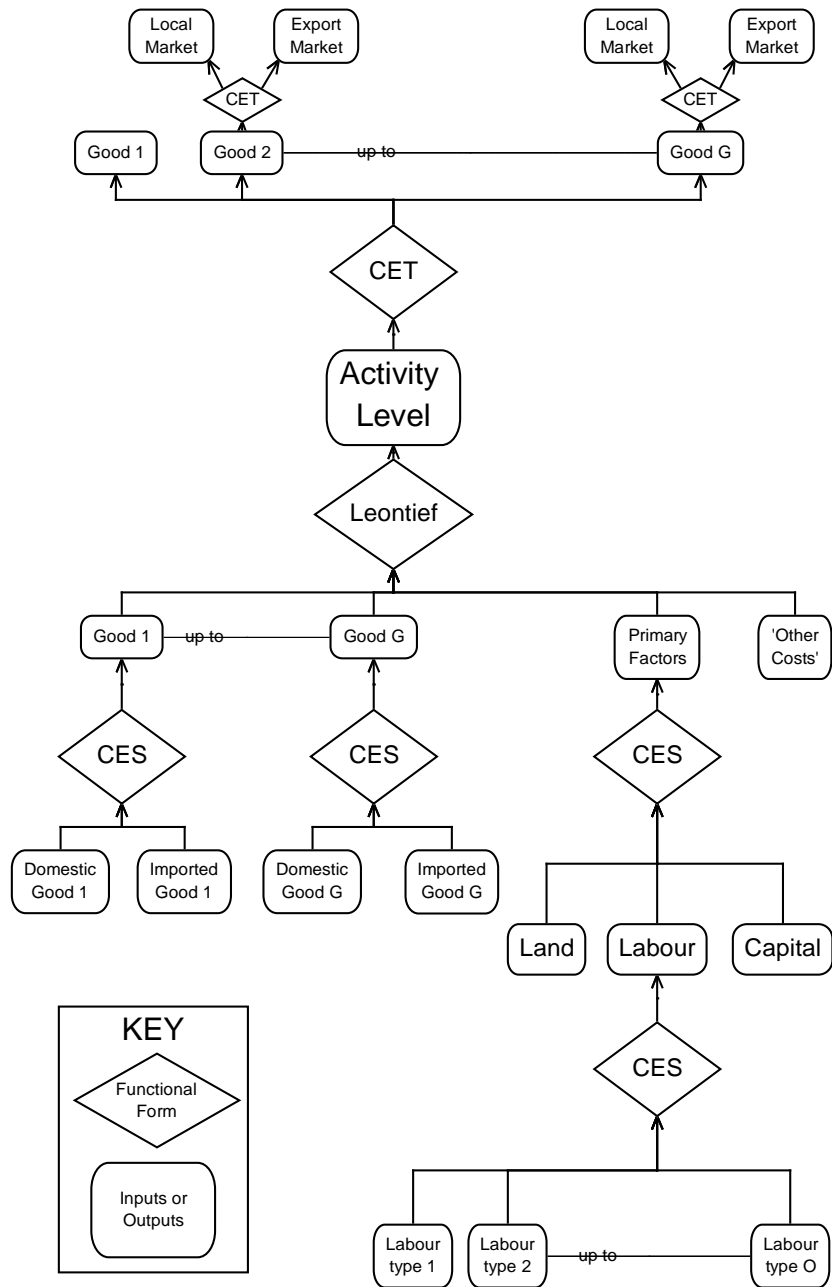 Local
Market
Export
Market
Local
Market
Export
Market
CET
CET
Good 1
Good 2
up to
Good G
CET
Activity
Level
Leontief
Good 1
up to
Good G
Primary
Factors
'Other
Costs'
CES
CES
CES
Domestic
Good 1
Imported
Good 1
Domestic
Good G
Imported
Good G
Land
Labour
Capital
KEY
Functional
Form
Inputs or
Outputs
CES
Labour
type 1
Labour
type 2
up to
Labour
type O